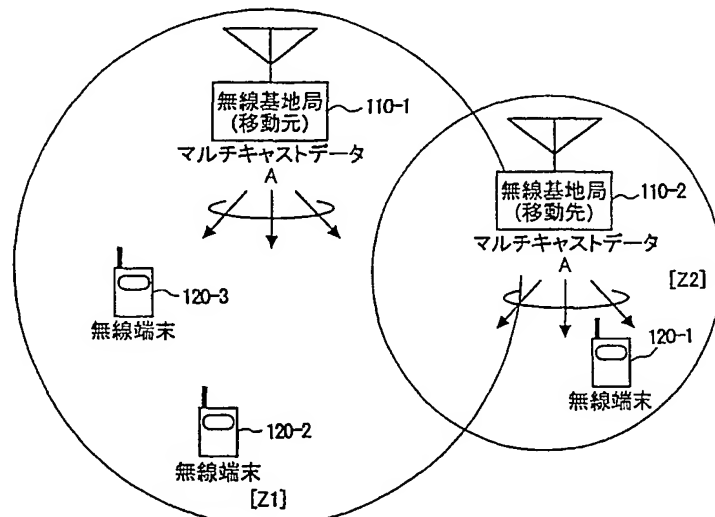 無線基地局
(移動元)
110-1
マルチキャストデータ
A
無線基地局
(移動先)
110-2
マルチキャストデータ
A
[Z2]
120-3
無線端末
120-1
無線端末
120-2
無線端末
[Z1]